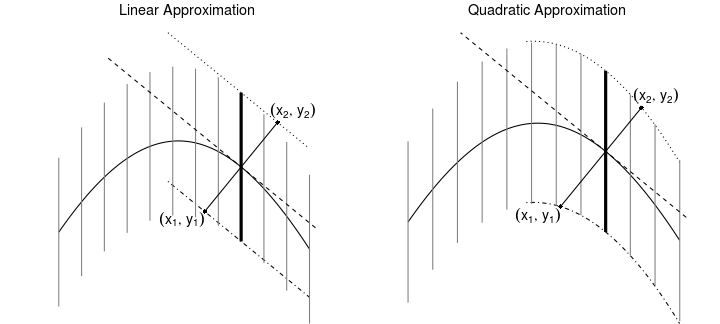 Linear Approximation
(x₂, y₂)
(x₁, y₁)
Quadratic Approximation
(x₂, y₂)
(x₁, y₁)